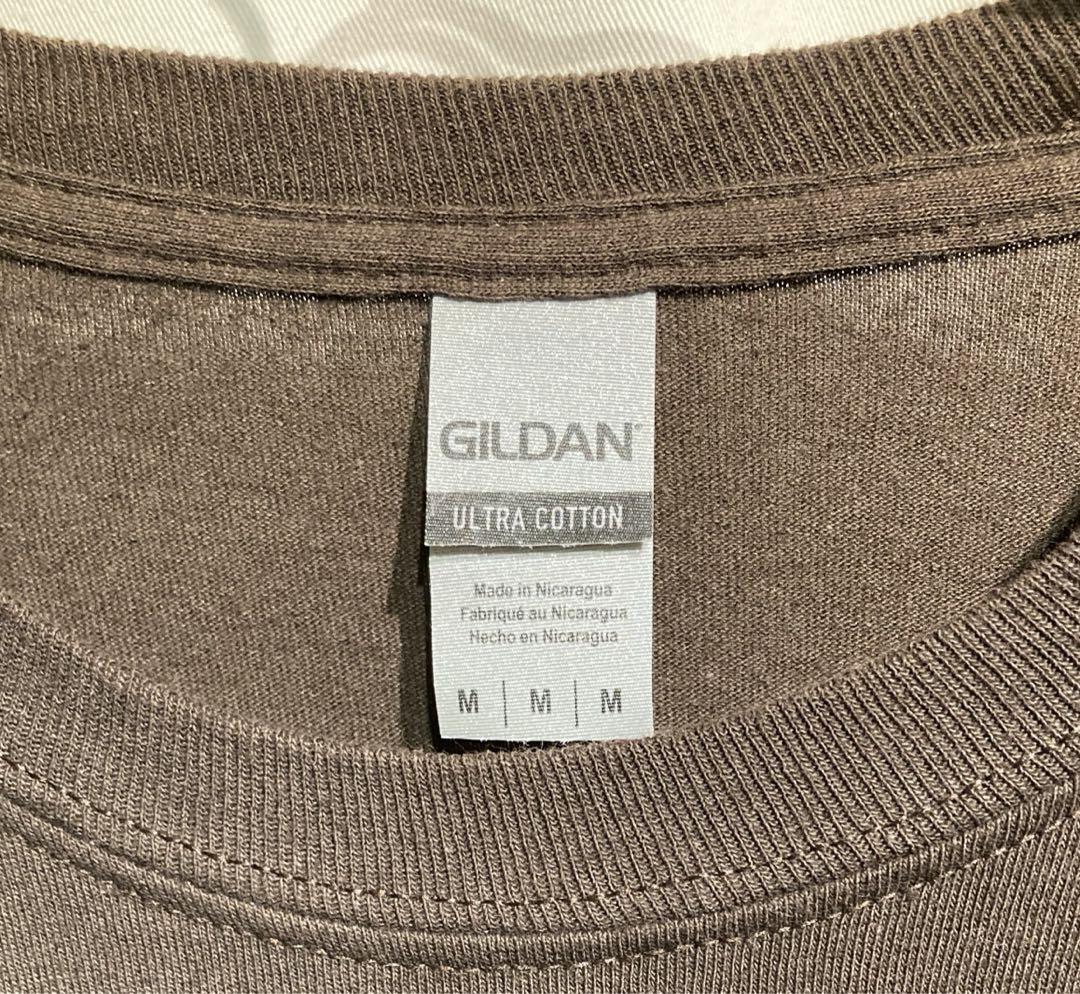 GILDAN®
ULTRA COTTON
Made in Nicaragua
Fabriqué au Nicaragua
Hecho en Nicaragua
M | M | M